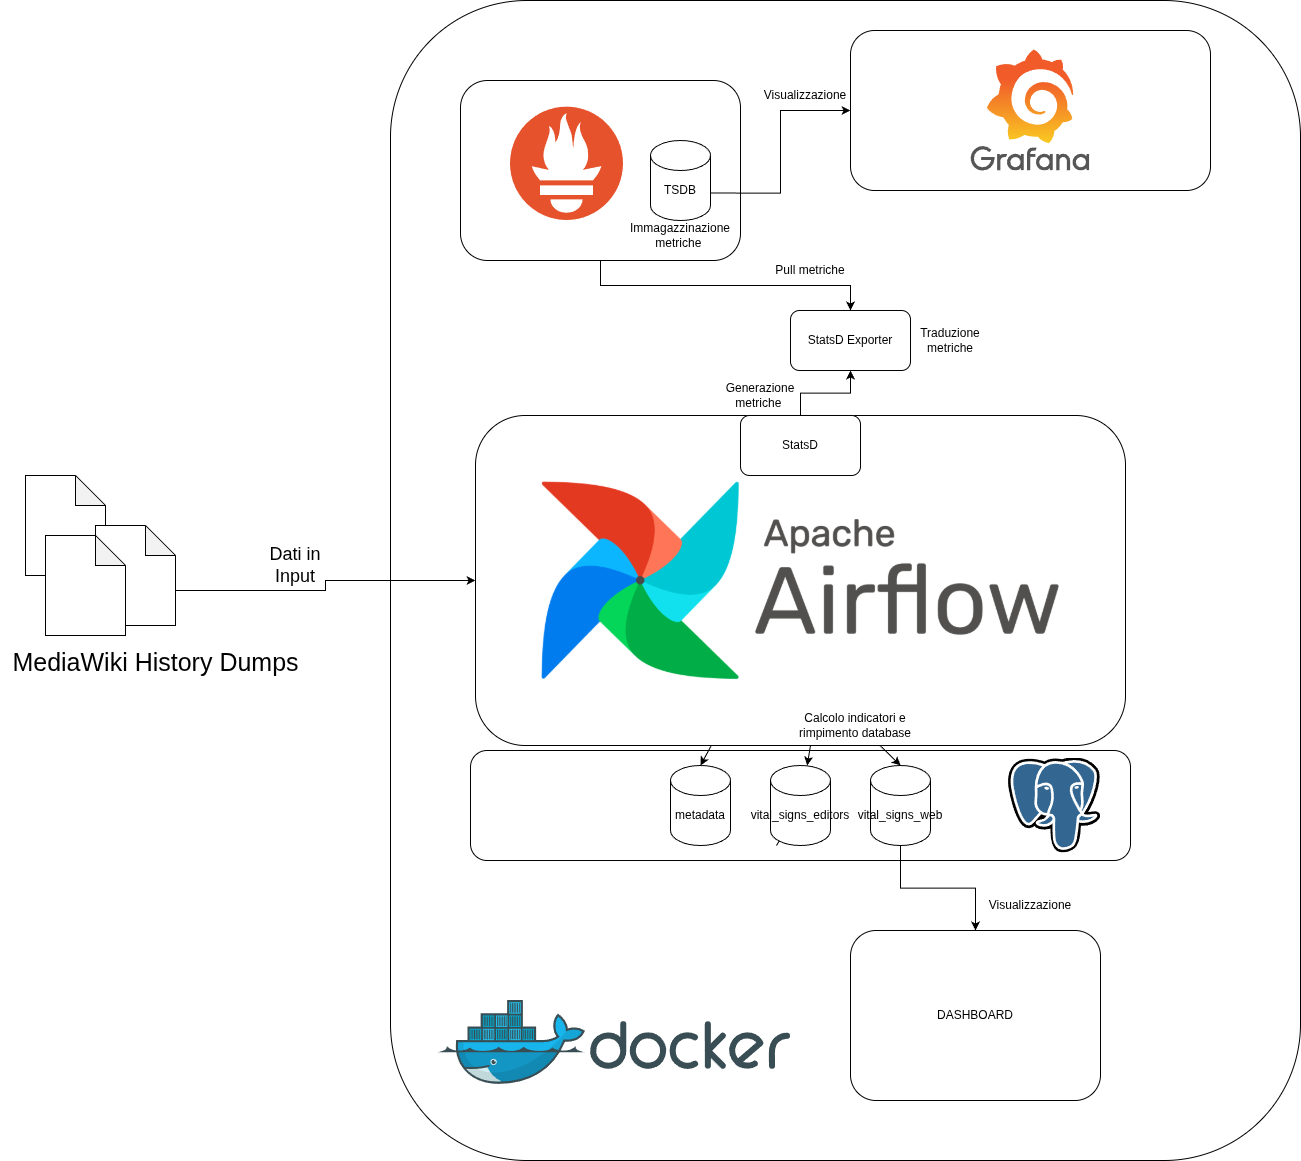 Visualizzazione
Grafana
TSDB
Immagazzinazione
metriche
Pull metriche
StatsD Exporter
Traduzione
metriche
Generazione
metriche
StatsD
Apache
Airflow
Dati in
Input
MediaWiki History Dumps
Calcolo indicatori e
rimpimento database
metadata
vital_signs_editors
vital_signs_web
Visualizzazione
DASHBOARD
docker